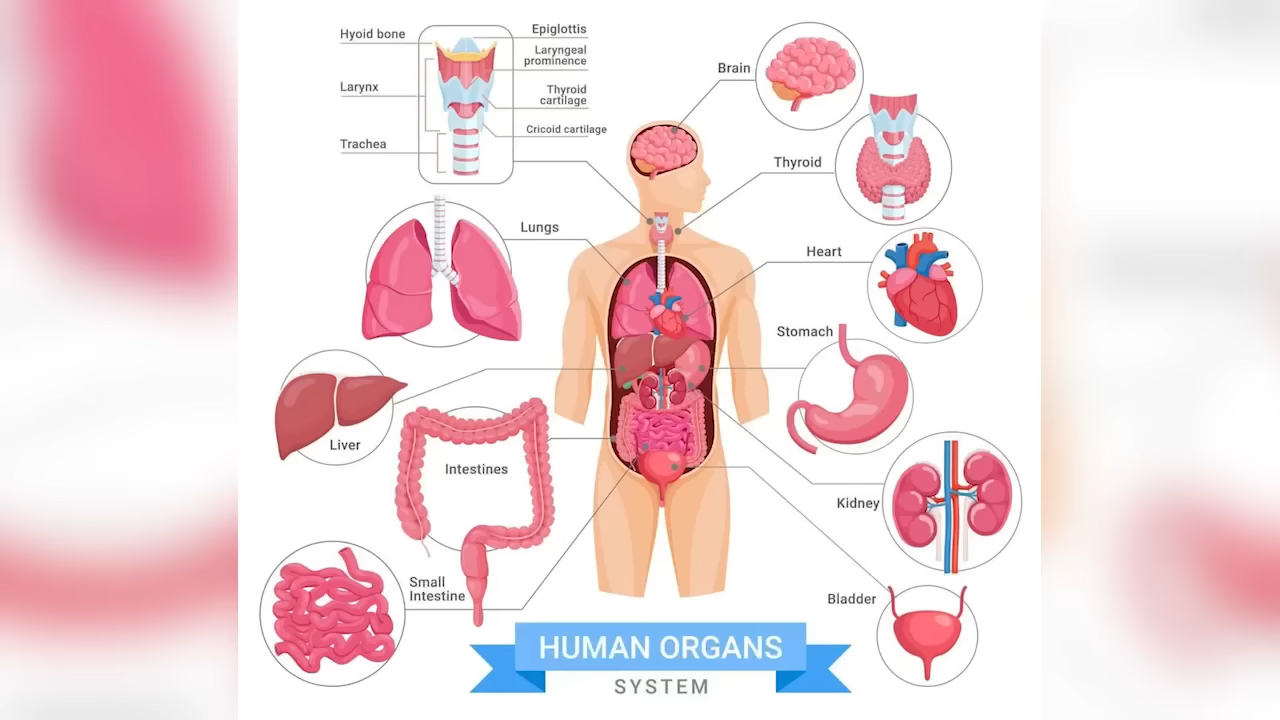 Hyoid bone
Epiglottis
Laryngeal
prominence
Larynx
Thyroid
cartilage
Cricoid cartilage
Trachea
Brain
Thyroid
Lungs
Heart
Stomach
Liver
Intestines
Kidney
Small
Intestine
Bladder
HUMAN ORGANS
SYSTEM